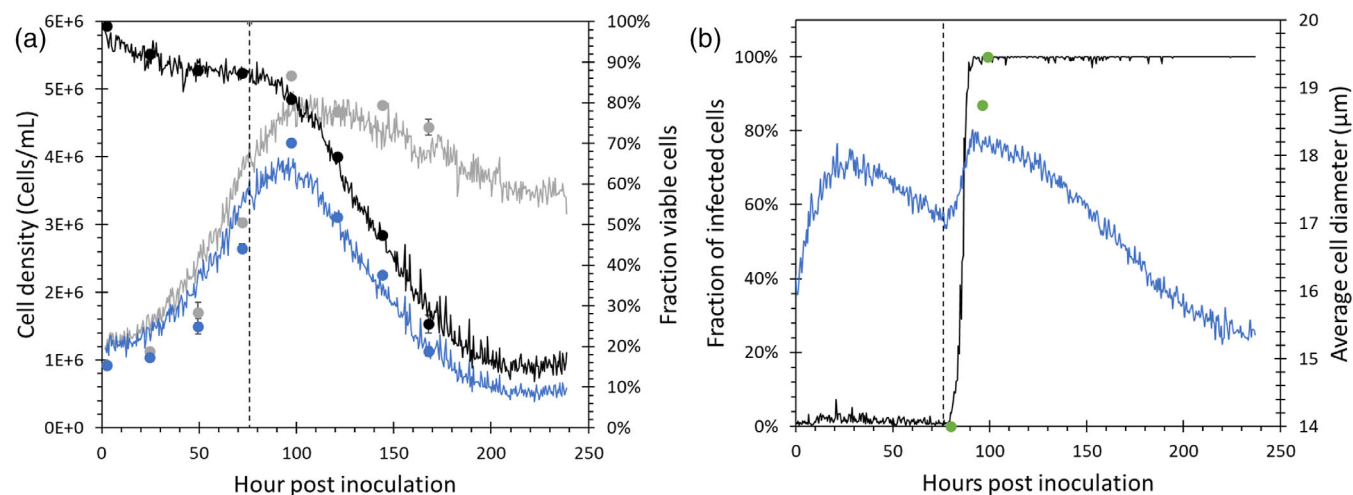 (a)
Cell density (Cells/mL)
6E+6
5E+6
4E+6
3E+6
2E+6
1E+6
0E+0
100%
90%
80%
70%
60%
50%
40%
30%
20%
10%
0%
Fraction viable cells
0 50 100 150 200 250
Hour post inoculation
(b)
Fraction of infected cells
100%
80%
60%
40%
20%
0%
20
19
18
17
16
15
14
Average cell diameter (μm)
0 50 100 150 200 250
Hours post inoculation